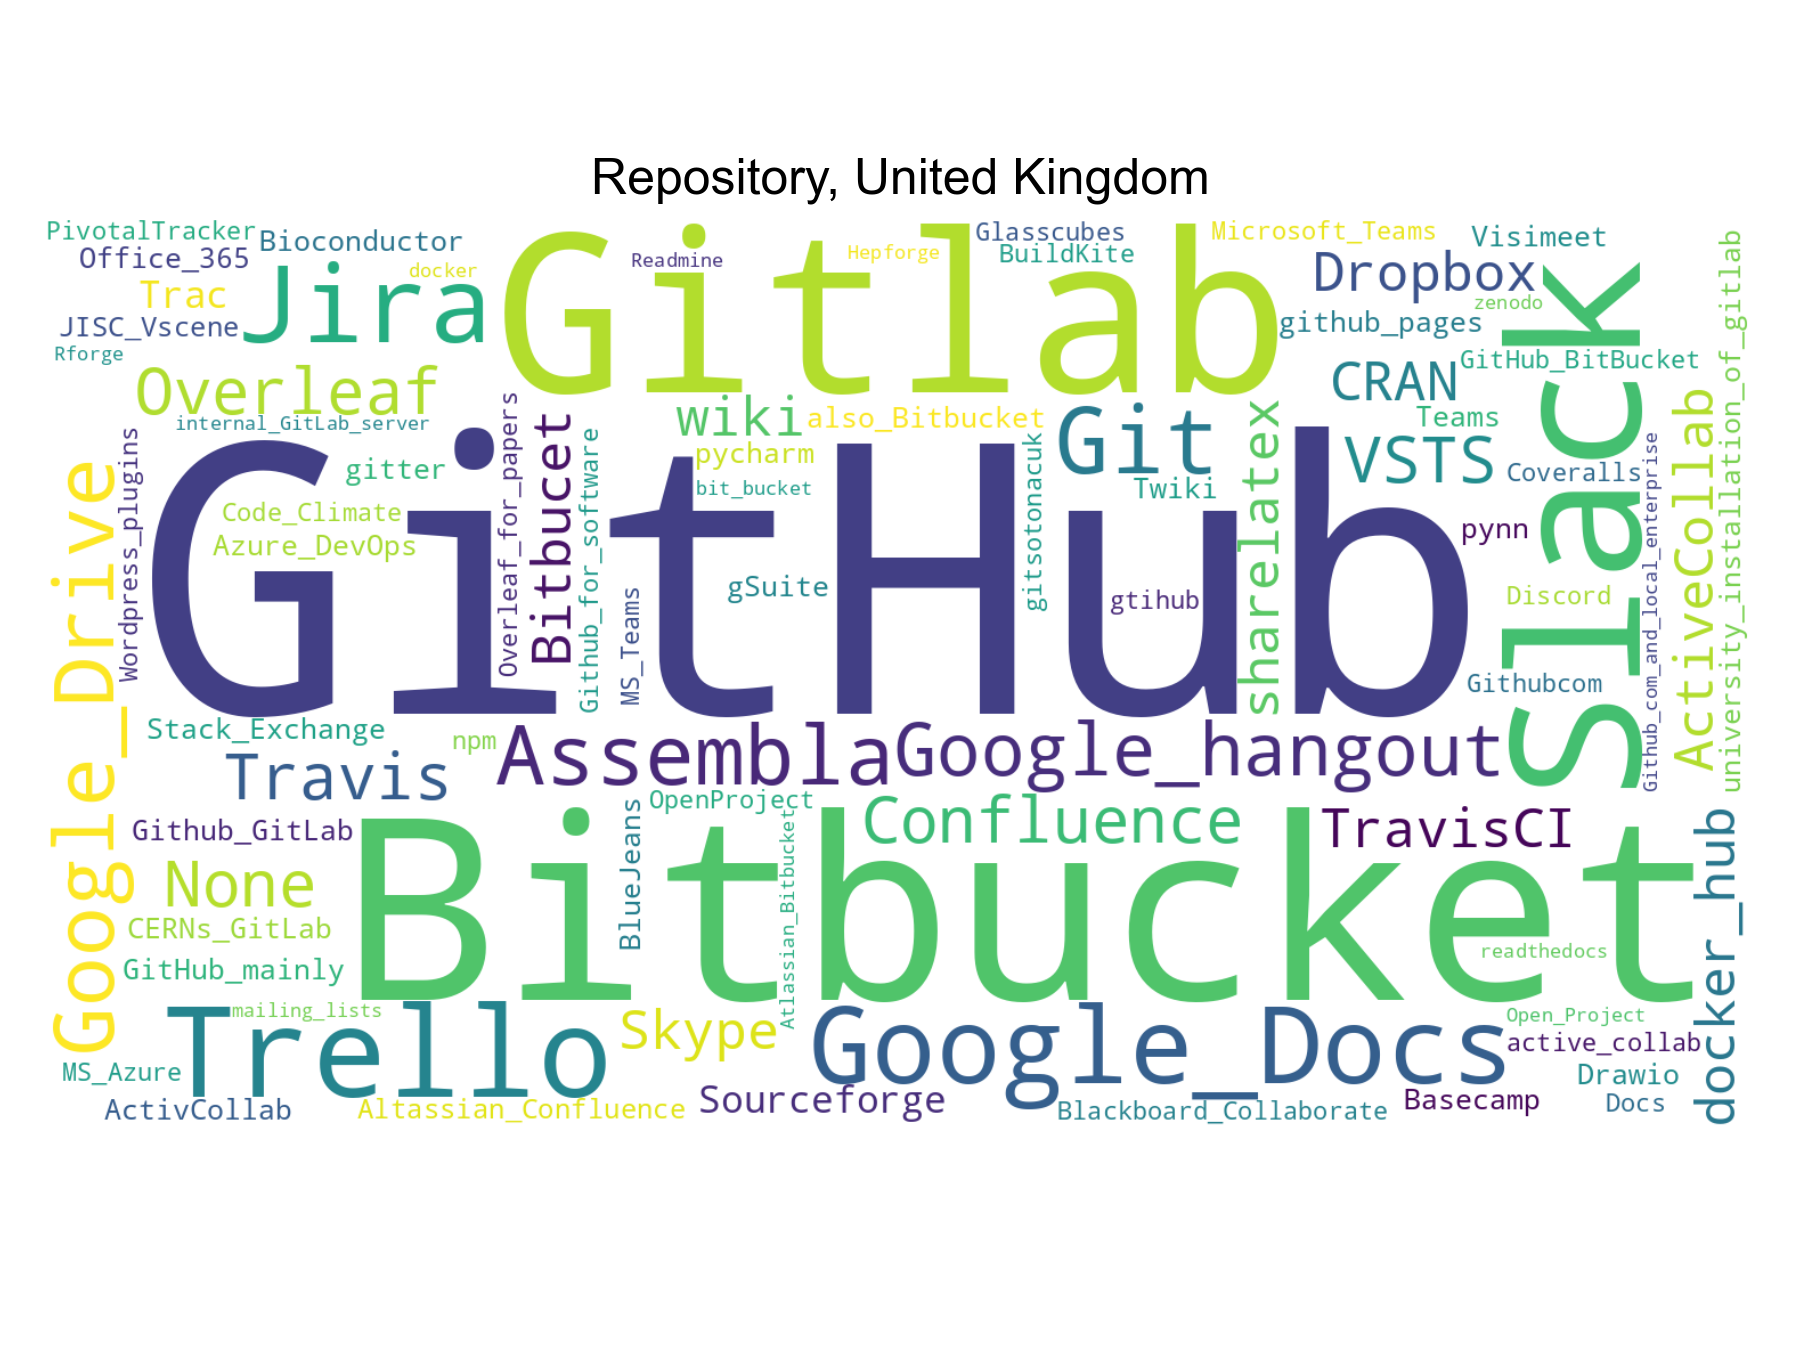 Repository, United Kingdom
PivotalTracker
Bioconductor
Office_365
docker
Trac
Jira
JISC_Vscene
Rforge
Gitlab
Readmine
Hepforge
Glasscubes
BuildKite
Microsoft_Teams
Visimeet
Dropbox
zenodo
github_pages
Slack
university_installation_of_gitlab
GitHub_BitBucket
CRAN
Overleaf
internal_GitLab_server
gitter
wiki
also_Bitbucket
pycharm
bit_bucket
Git
Twiki
Teams
VSTS
Coveralls
ActiveCollab
Github_com_and_local_enterprise
pynn
Discord
Githubcom
Google_Drive
Wordpress_plugins
GitHub
Code_Climate
Azure_DevOps
Overleaf_for_papers
Bitbucet
Github_for_software
MS_Teams
gSuite
gitsotonacuk
gtihub
sharelatex
Stack_Exchange
npm
Assembla
Google_hangout
Travis
OpenProject
Confluence
TravisCI
Github_GitLab
Bitbucket
BlueJeans
Atlassian_Bitbucket
None
CERNs_GitLab
GitHub_mainly
readthedocs
docker_hub
mailing_lists
Trello
Skype
Google_Docs
Open_Project
active_collab
MS_Azure
Drawio
ActivCollab
Altassian_Confluence
Sourceforge
Blackboard_Collaborate
Basecamp
Docs